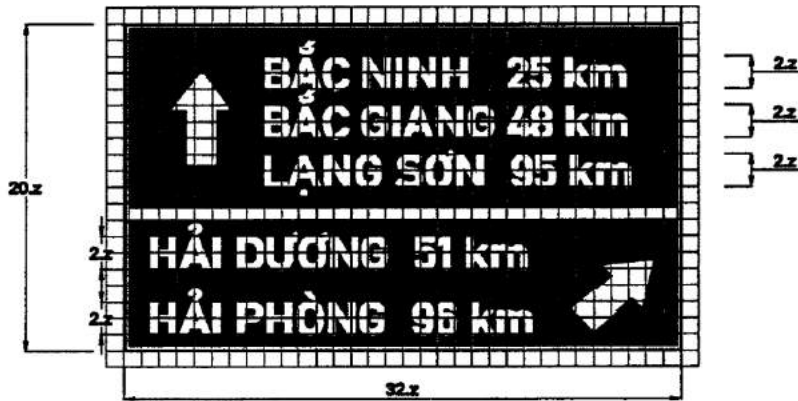 BẮC NINH 25 km
BẮC GIANG 48 km
LẠNG SƠN 95 km
HẢI DƯƠNG 51 km
HẢI PHÒNG 96 km
2.z
2.z
2.z
20.z
2.z
2.z
32.z